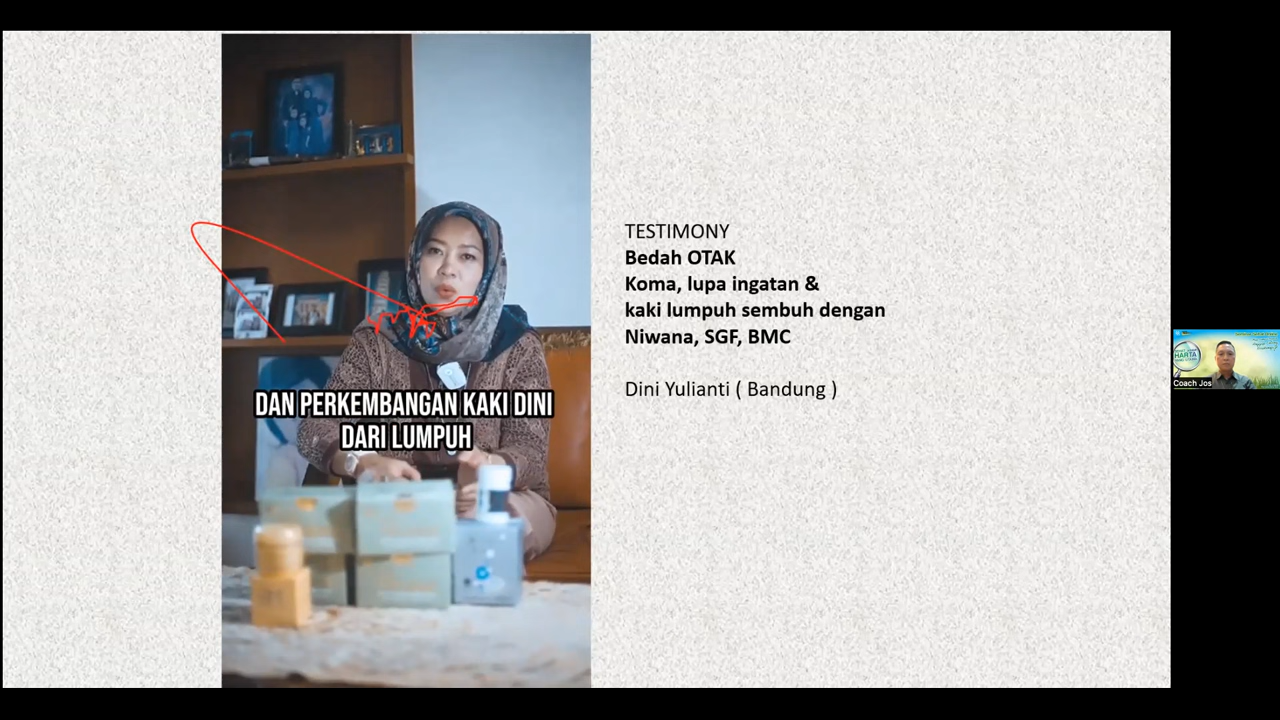 TESTIMONY
Bedah OTAK
Koma, lupa ingatan &
kaki lumpuh sembuh dengan
Niwana, SGF, BMC
Dini Yulianti ( Bandung )
DAN PERKEMBANGAN KAKI DINI
DARI LUMPUH
HARTA
Coach Jos